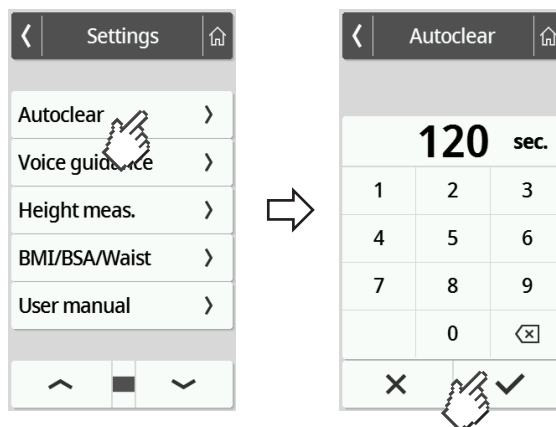 Settings
Autoclear
Voice guidance
Height meas.
BMI/BSA/Waist
User manual
Autoclear
120 sec.
1 2 3
4 5 6
7 8 9
0